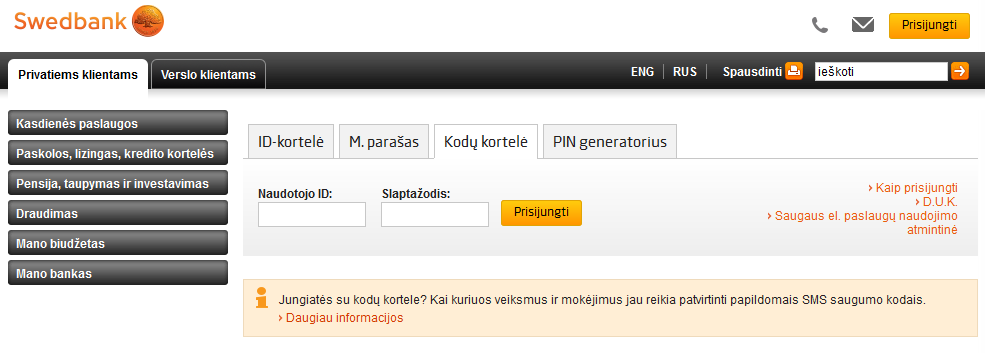 Swedbank
Prisijungti
Privatiems klientams
Verslo klientams
ENG
RUS
Spausdinti
ieškoti
Kasdienės paslaugos
Paskolos, lizingas, kredito kortelės
Pensija, taupymas ir investavimas
Draudimas
Mano biudžetas
Mano bankas
ID-kortelė
M. parašas
Kodų kortelė
PIN generatorius
Naudotojo ID:
Slaptažodis:
Prisijungti
› Kaip prisijungti
› D.U.K.
› Saugaus el. paslaugų naudojimo
atmintinė
Jungiatės su kodų kortele? Kai kuriuos veiksmus ir mokėjimus jau reikia patvirtinti papildomais SMS saugumo kodais.
› Daugiau informacijos